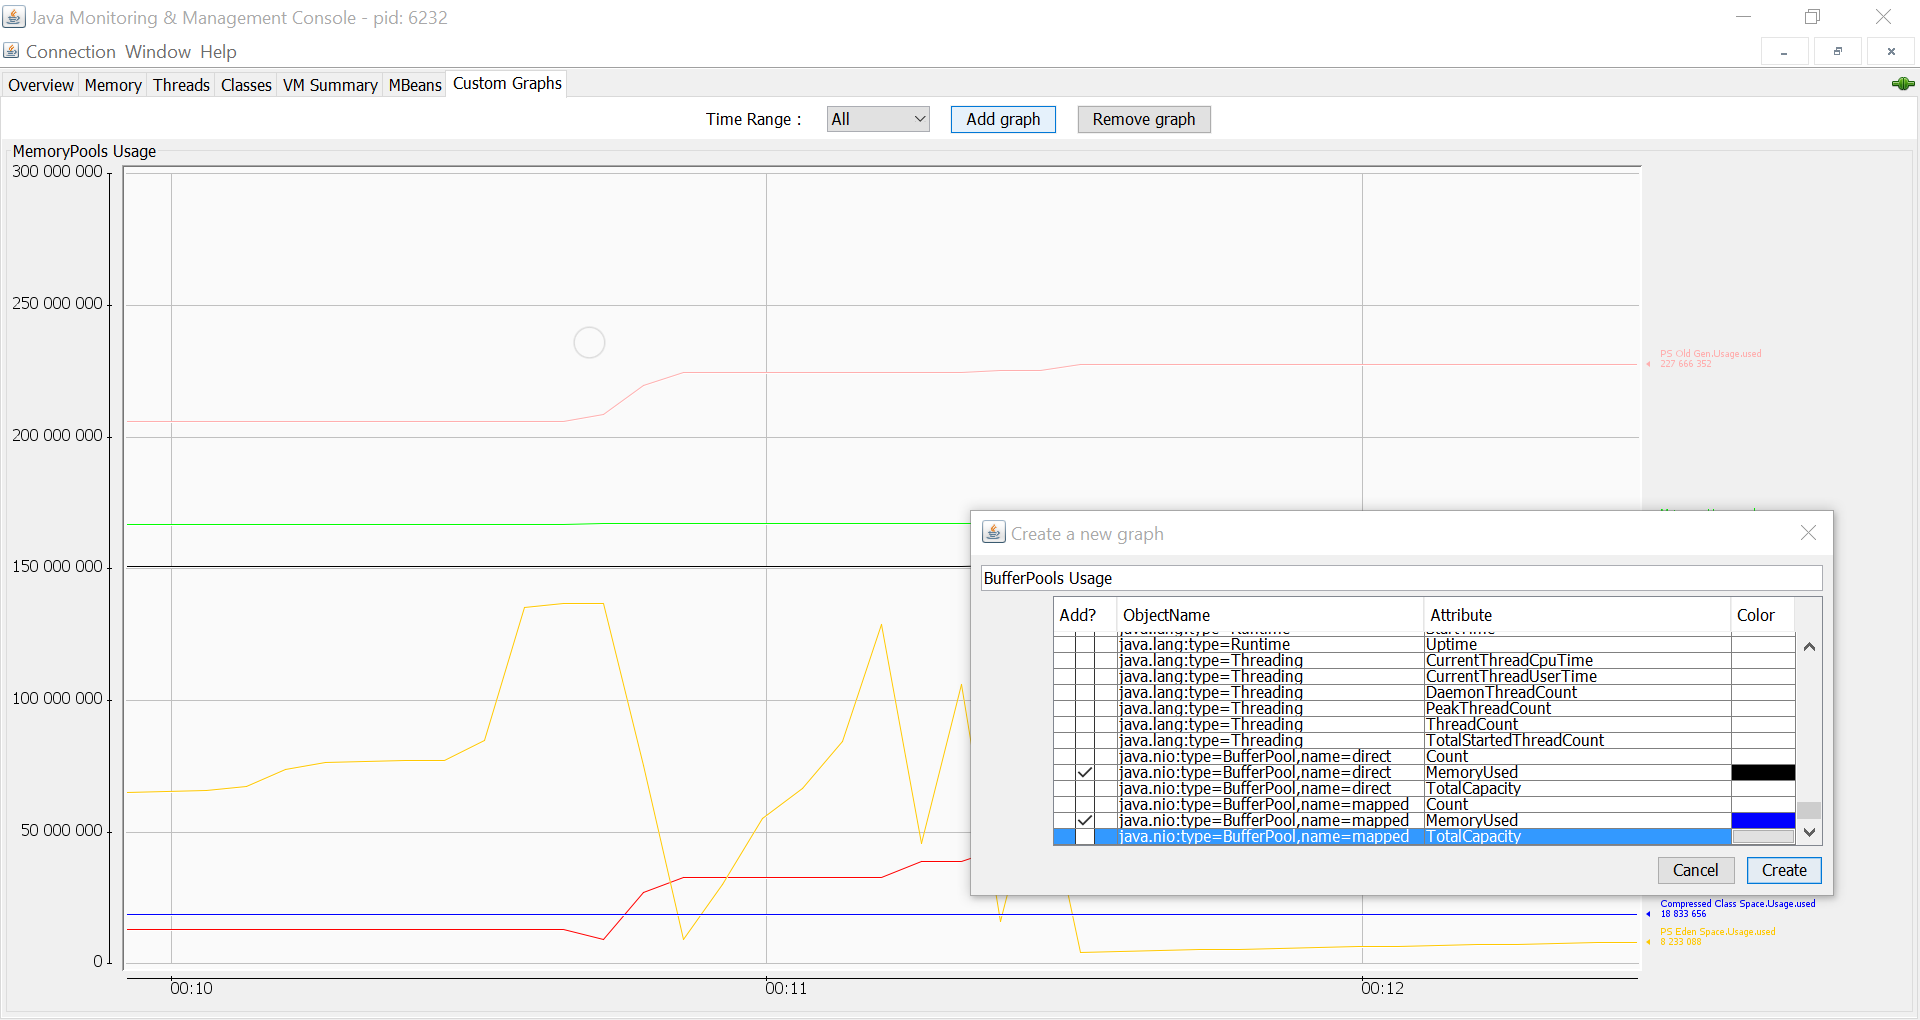 Java Monitoring & Management Console - pid: 6232
Connection Window Help
Overview Memory Threads Classes VM Summary MBeans Custom Graphs
Time Range : All Add graph Remove graph
MemoryPools Usage
300 000 000
250 000 000
200 000 000
150 000 000
100 000 000
50 000 000
0
00:10 00:11 00:12
PS Old Gen.Usage.used
227 666 352
Compressed Class Space.Usage.used
18 833 656
PS Eden Space.Usage.used
8 233 088
Create a new graph
BufferPools Usage
Add? ObjectName Attribute Color
java.lang:type=Runtime StartTime
java.lang:type=Runtime Uptime
java.lang:type=Threading CurrentThreadCpuTime
java.lang:type=Threading CurrentThreadUserTime
java.lang:type=Threading DaemonThreadCount
java.lang:type=Threading PeakThreadCount
java.lang:type=Threading ThreadCount
java.lang:type=Threading TotalStartedThreadCount
java.nio:type=BufferPool,name=direct Count
java.nio:type=BufferPool,name=direct MemoryUsed
java.nio:type=BufferPool,name=direct TotalCapacity
java.nio:type=BufferPool,name=mapped Count
java.nio:type=BufferPool,name=mapped MemoryUsed
java.nio:type=BufferPool,name=mapped TotalCapacity
Cancel Create